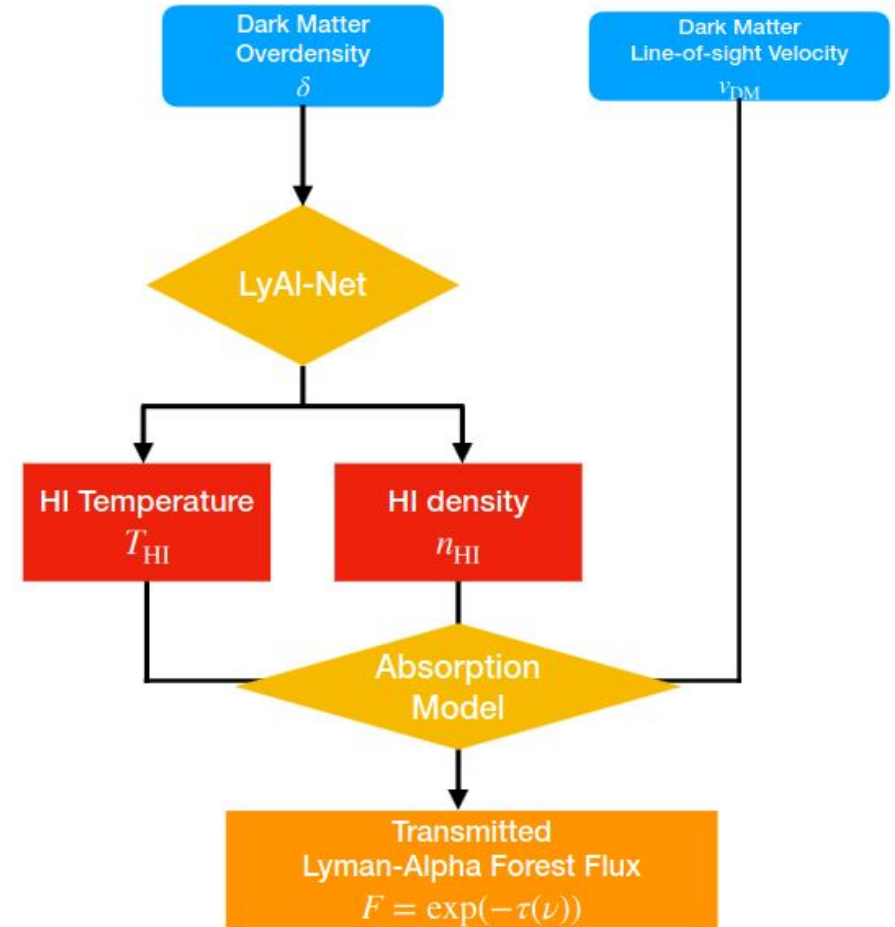 Dark Matter
Overdensity
δ
Dark Matter
Line-of-sight Velocity
v_DM
LyAl-Net
HI Temperature
T_HI
HI density
n_HI
Absorption
Model
Transmitted
Lyman-Alpha Forest Flux
F = exp(−τ(ν))